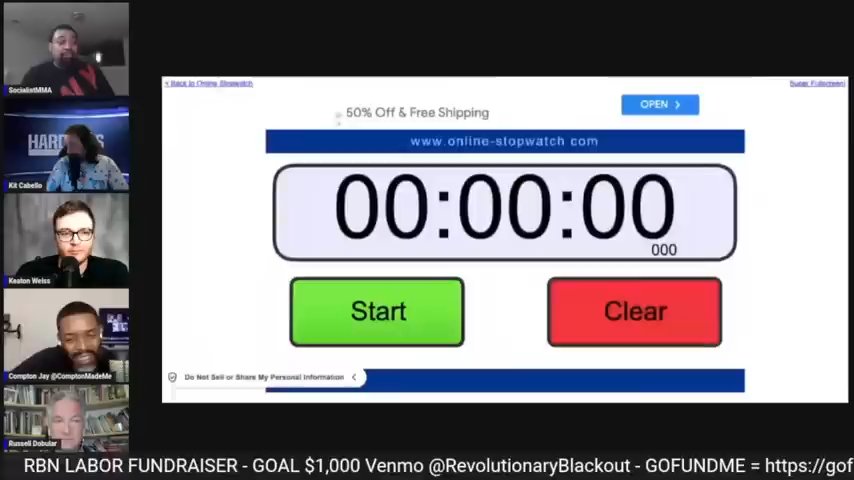 SocialistMMA
HARD
Kit Cabello
Keaton Weiss
Compton Jay @ComptonMadeMe
Russell Dobular
< Back to Online Stopwatch
50% Off & Free Shipping
OPEN >
www.online-stopwatch.com
00:00:00
000
Start
Clear
Do Not Sell or Share My Personal Information
RBN LABOR FUNDRAISER - GOAL $1,000 Venmo @RevolutionaryBlackout - GOFUNDME = https://gof